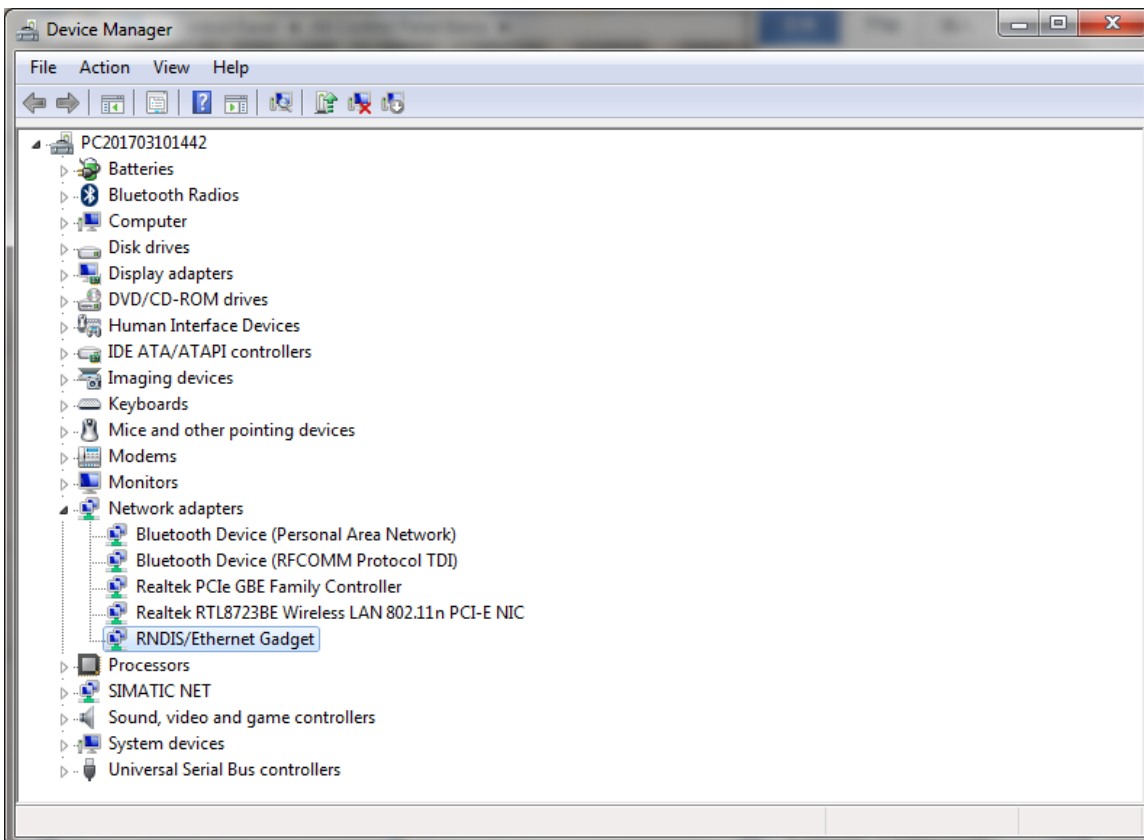 Device Manager
File Action View Help
PC201703101442
Batteries
Bluetooth Radios
Computer
Disk drives
Display adapters
DVD/CD-ROM drives
Human Interface Devices
IDE ATA/ATAPI controllers
Imaging devices
Keyboards
Mice and other pointing devices
Modems
Monitors
Network adapters
Bluetooth Device (Personal Area Network)
Bluetooth Device (RFCOMM Protocol TDI)
Realtek PCIe GBE Family Controller
Realtek RTL8723BE Wireless LAN 802.11n PCI-E NIC
RNDIS/Ethernet Gadget
Processors
SIMATIC NET
Sound, video and game controllers
System devices
Universal Serial Bus controllers